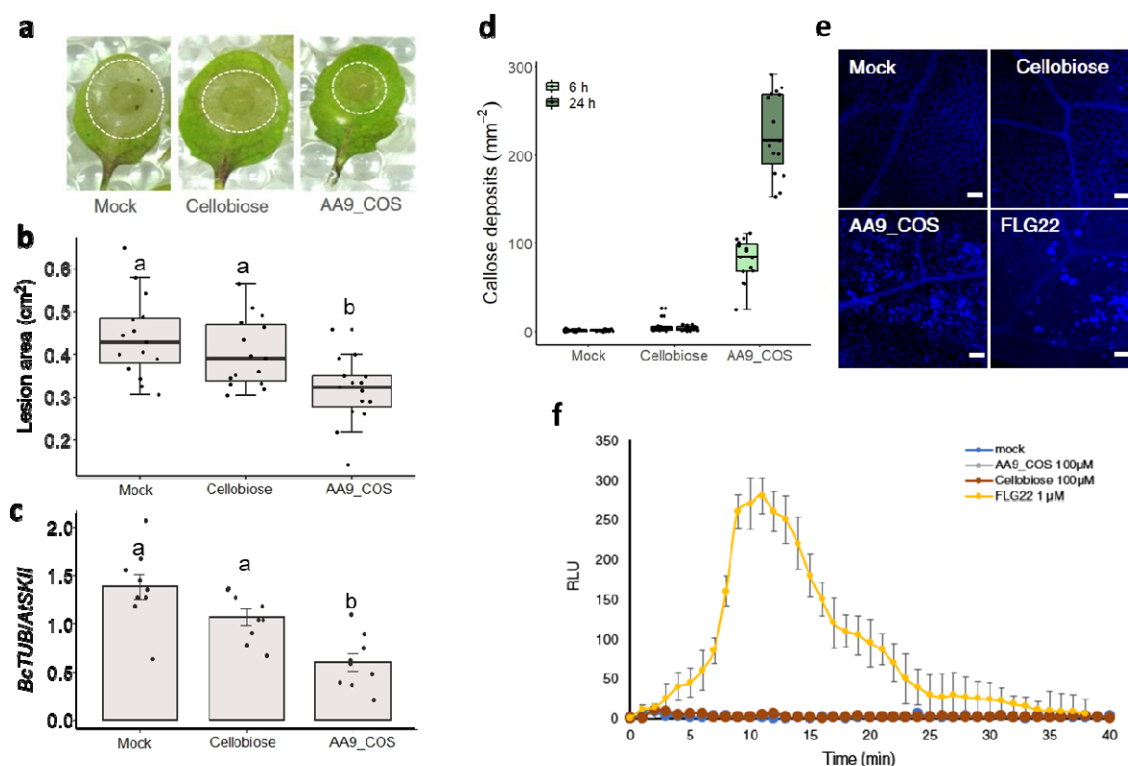 a
Mock Cellobiose AA9_COS
b
Lesion area (cm²)
0.6
0.5
0.4
0.3
0.2
a a b
Mock Cellobiose AA9_COS
c
BcTUB/AtSKII
2.0
1.5
1.0
0.5
0.0
a a b
Mock Cellobiose AA9_COS
d
Callose deposits (mm⁻²)
300
200
100
0
6 h
24 h
Mock Cellobiose AA9_COS
e
Mock Cellobiose
AA9_COS FLG22
f
RLU
350
300
250
200
150
100
50
0
mock
AA9_COS 100µM
Cellobiose 100µM
FLG22 1 µM
0 5 10 15 20 25 30 35 40
Time (min)